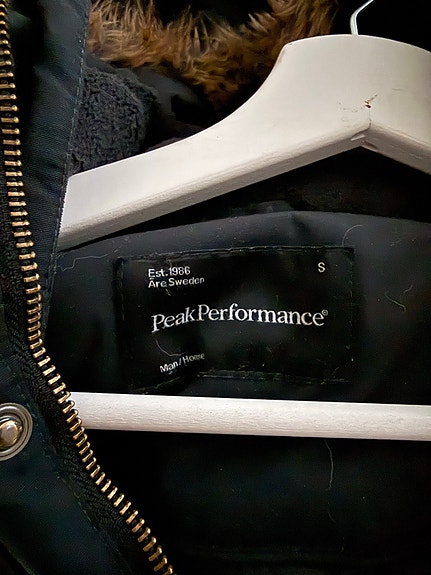 Est.1986
Åre Sweden
S
PeakPerformance®
Man/Homme